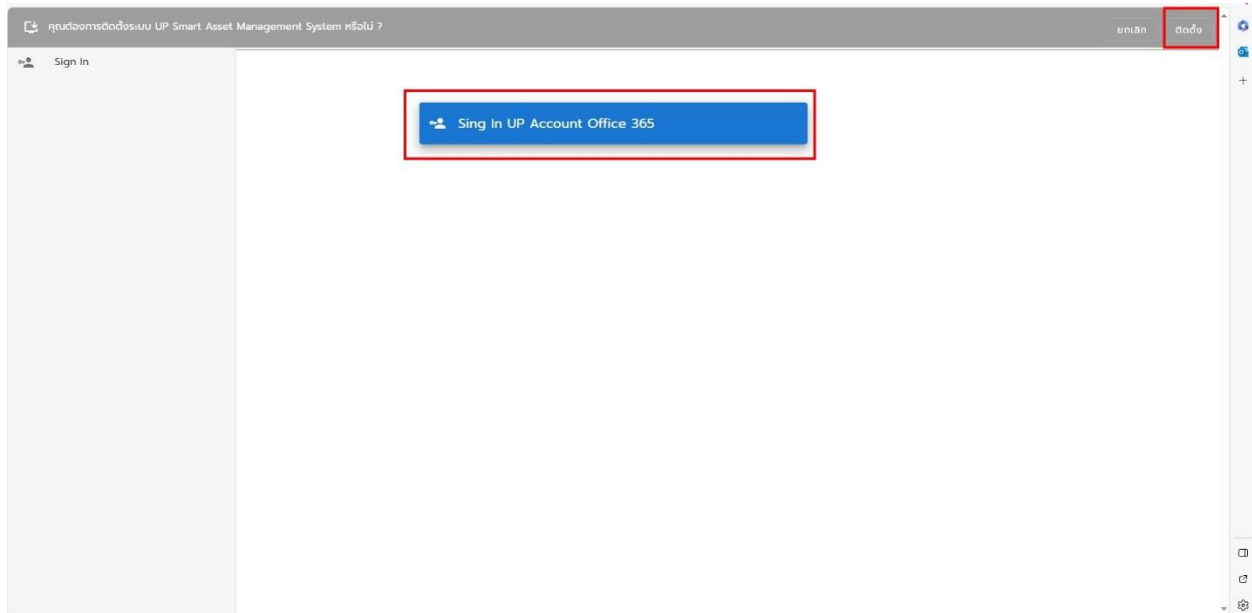 คุณต้องการติดตั้งระบบ UP Smart Asset Management System หรือไม่ ?
ยกเลิก
ติดตั้ง
Sign In
Sing In UP Account Office 365